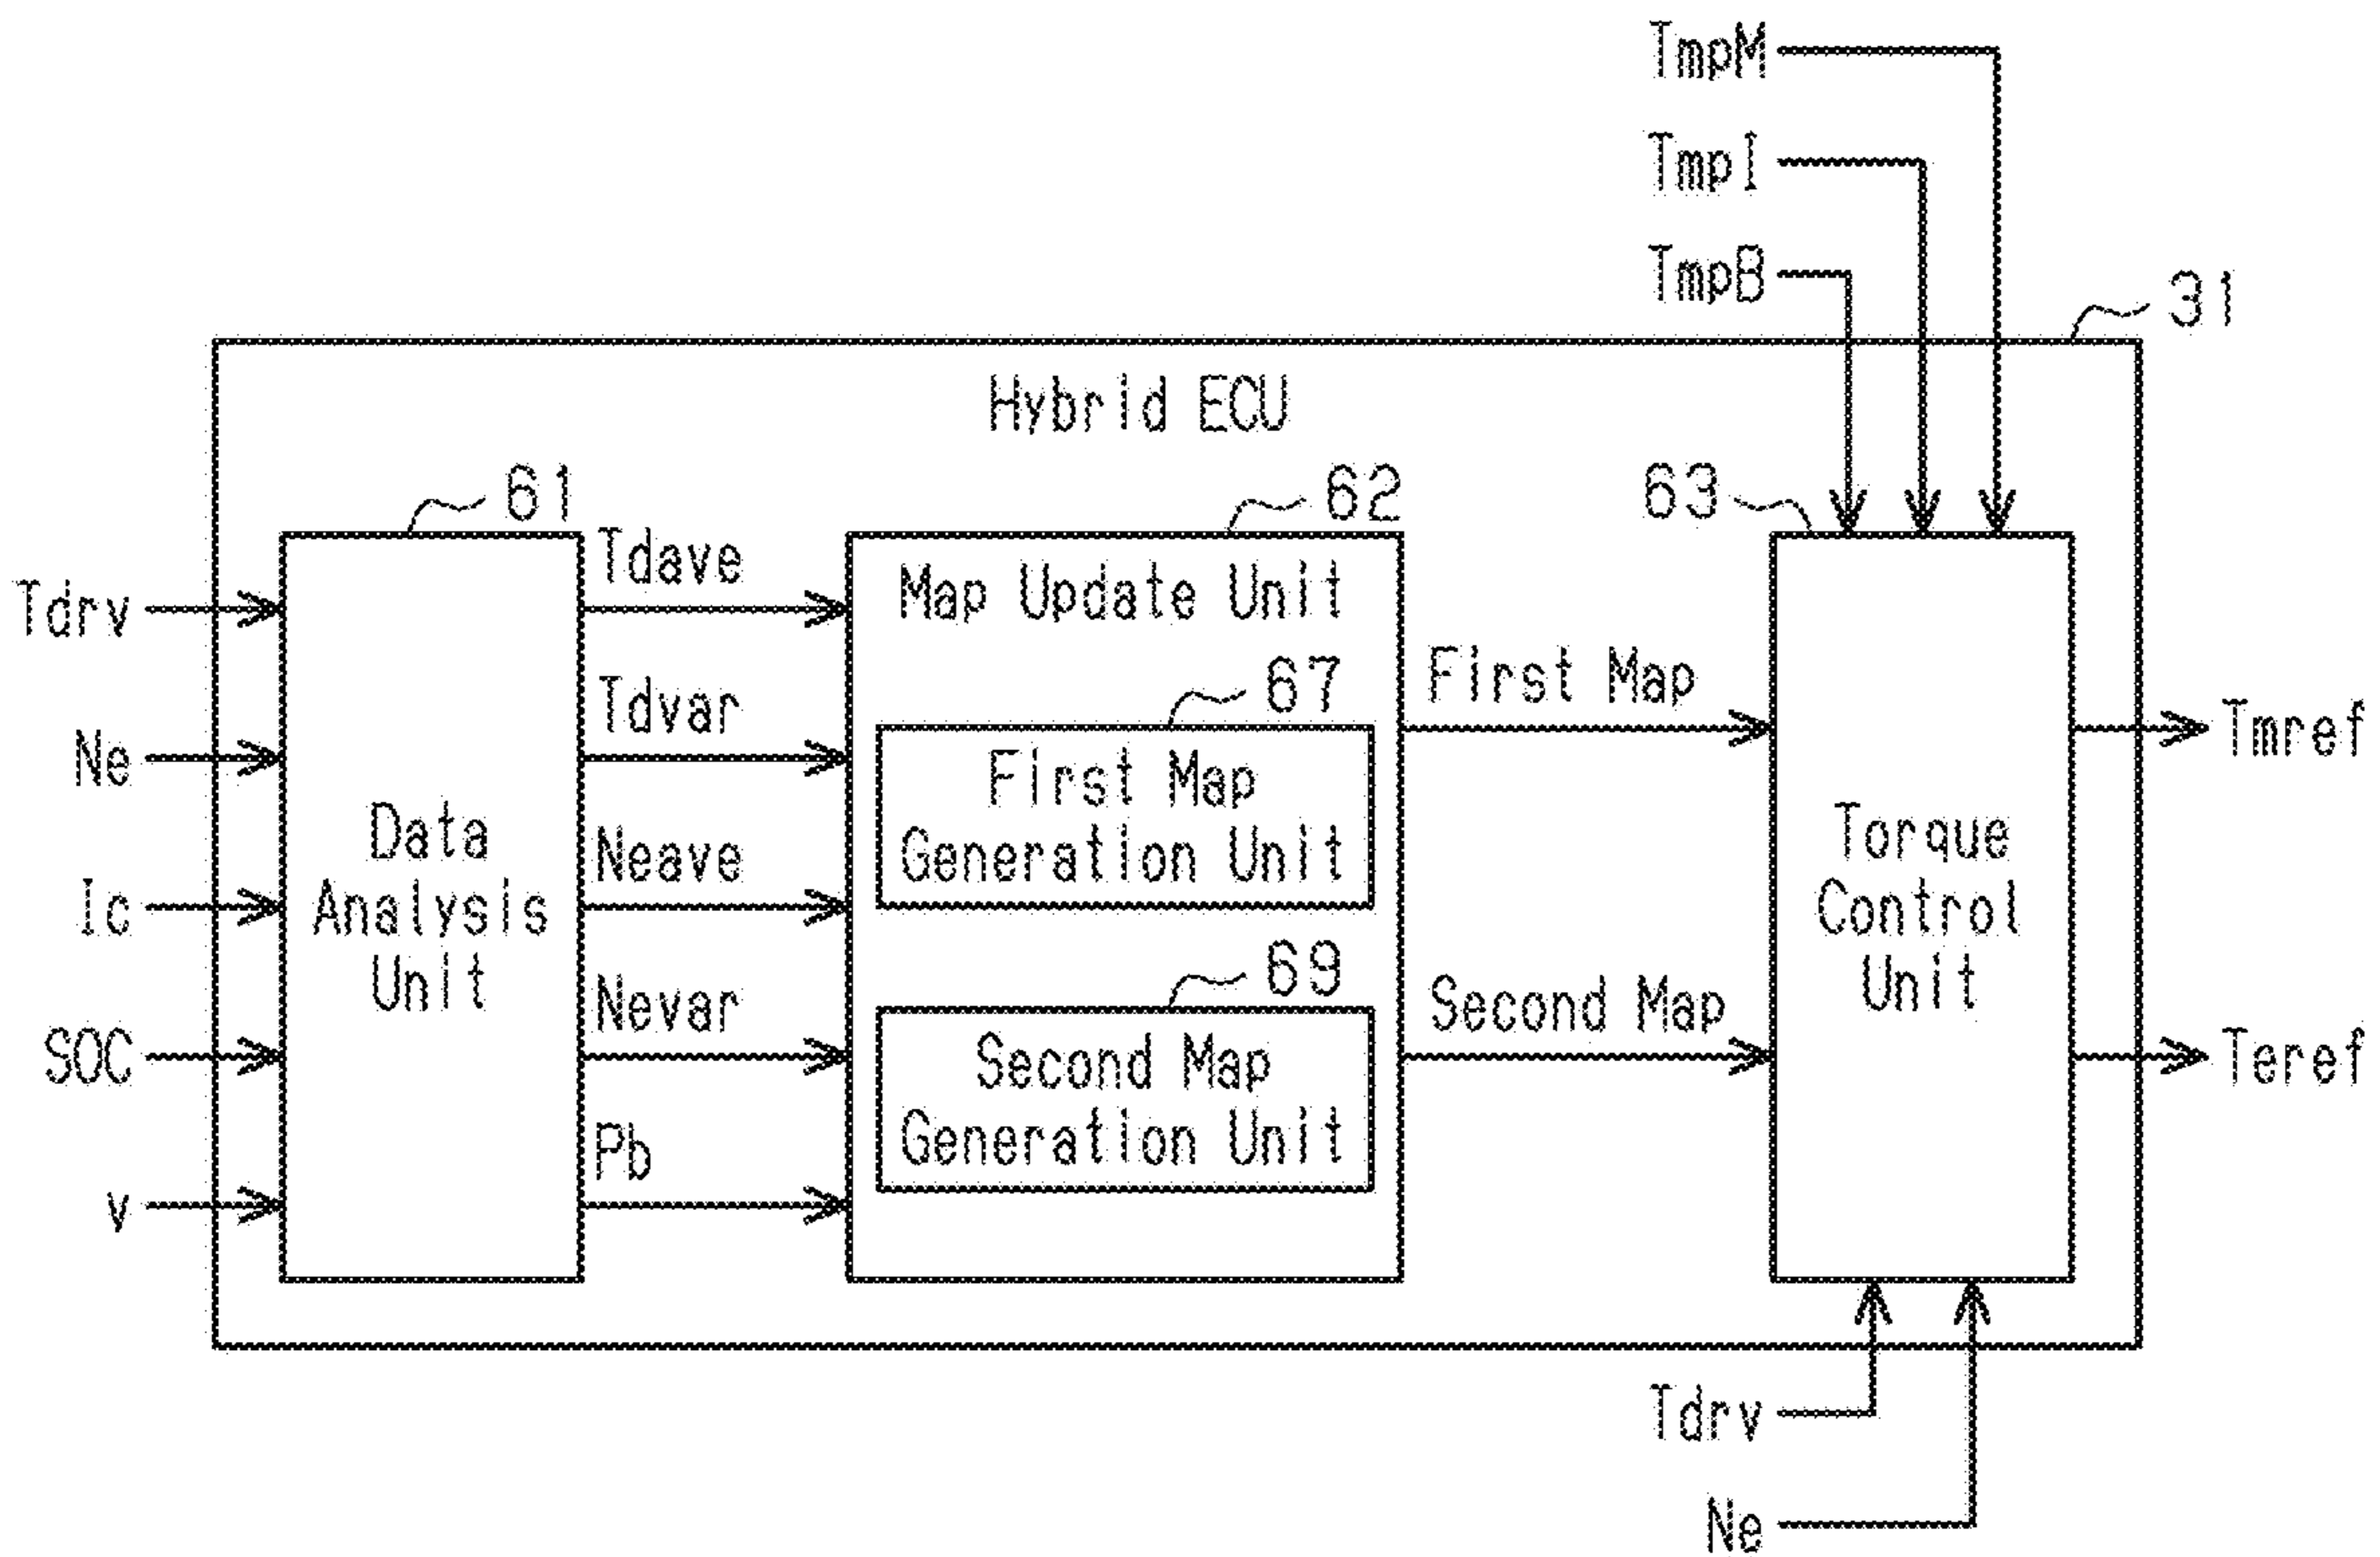 TmpM
TmpI
TmpB
31
Hybrid ECU
61
62
63
Tdrv
Ne
Ic
SOC
v
Data
Analysis
Unit
Tdave
Tdvar
Neave
Nevar
Pb
Map Update Unit
67
First Map
Generation Unit
69
Second Map
Generation Unit
First Map
Second Map
Torque
Control
Unit
Tmref
Teref
Tdrv
Ne